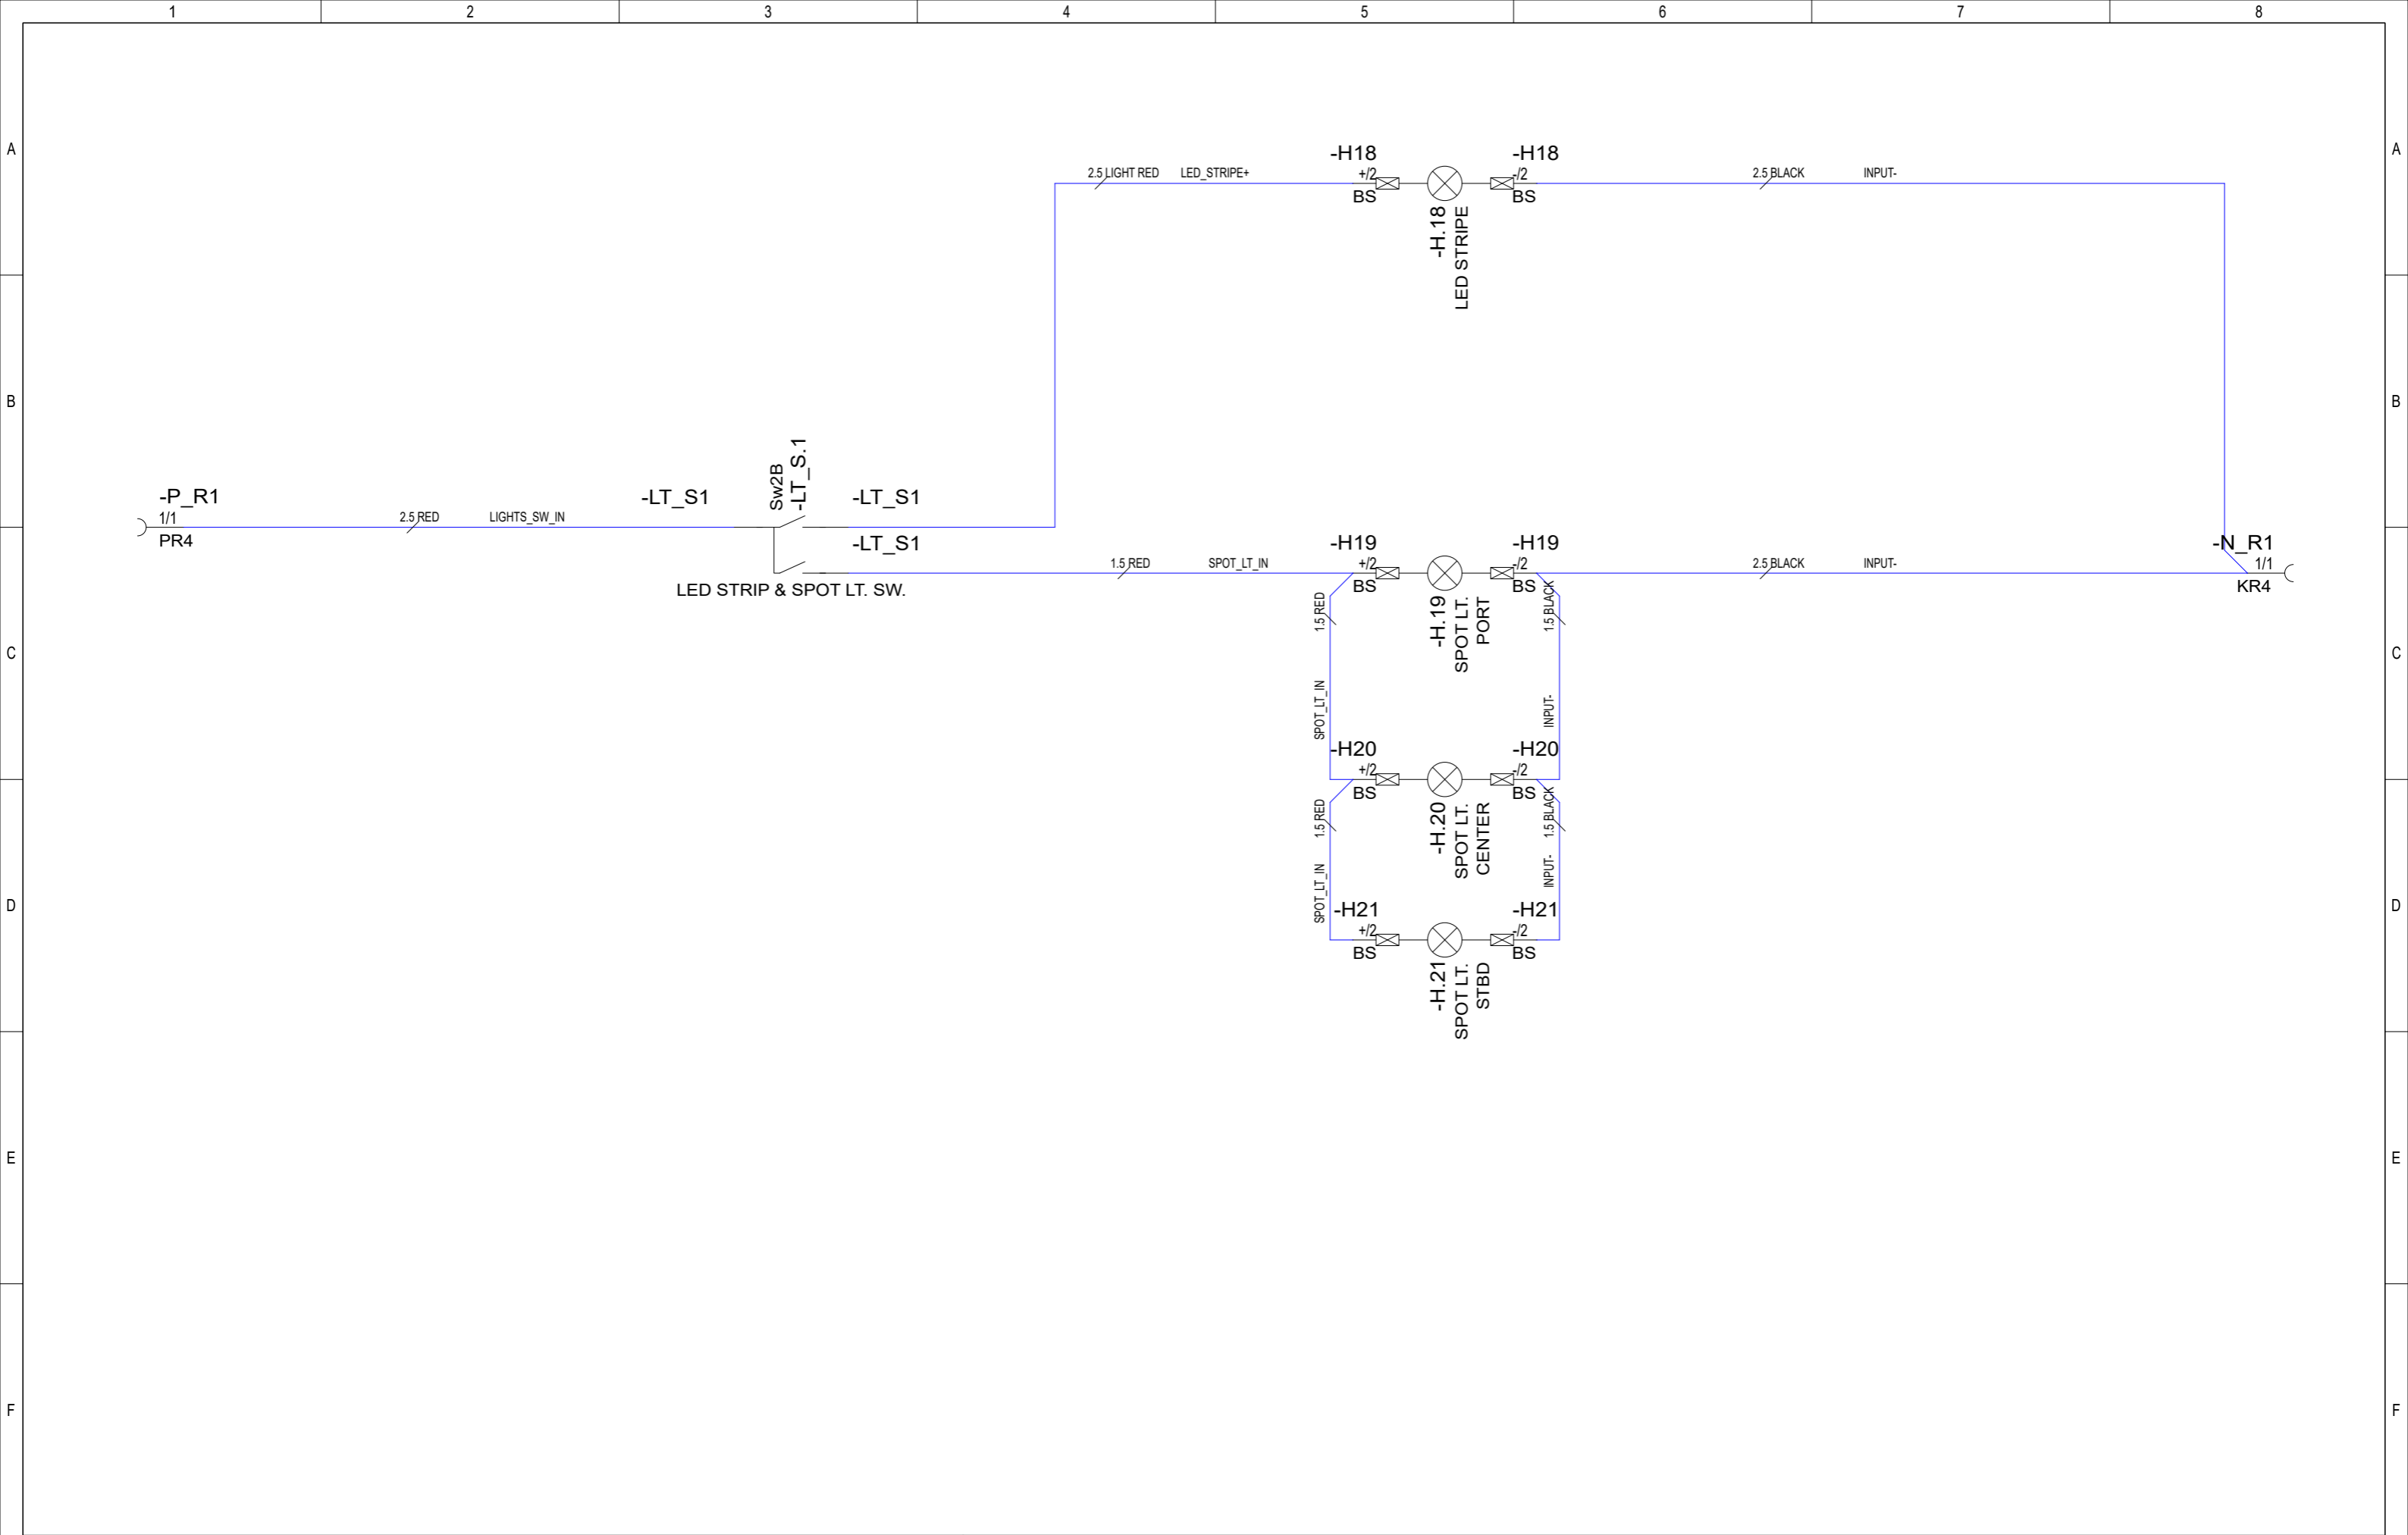 1 2 3 4 5 6 7 8
A A
-H18 -H18
2.5 LIGHT RED LED_STRIPE+ +/2 -/2 2.5 BLACK INPUT-
BS BS
-H.18
LED STRIPE
B B
Sw2B
-LT_S.1
-P_R1 -LT_S1 -LT_S1
1/1 2.5 RED LIGHTS_SW_IN
PR4
-LT_S1 -H19 -H19 -N_R1
1.5 RED SPOT_LT_IN +/2 -/2 2.5 BLACK INPUT- 1/1
LED STRIP & SPOT LT. SW. BS BS KR4
1.5 RED 1.5 BLACK
-H.19
SPOT LT.
PORT
C C
SPOT_LT_IN INPUT-
-H20 -H20
+/2 -/2
BS BS
1.5 RED 1.5 BLACK
-H.20
SPOT LT.
CENTER
SPOT_LT_IN INPUT-
D D
-H21 -H21
+/2 -/2
BS BS
-H.21
SPOT LT.
STBD
E E
F F